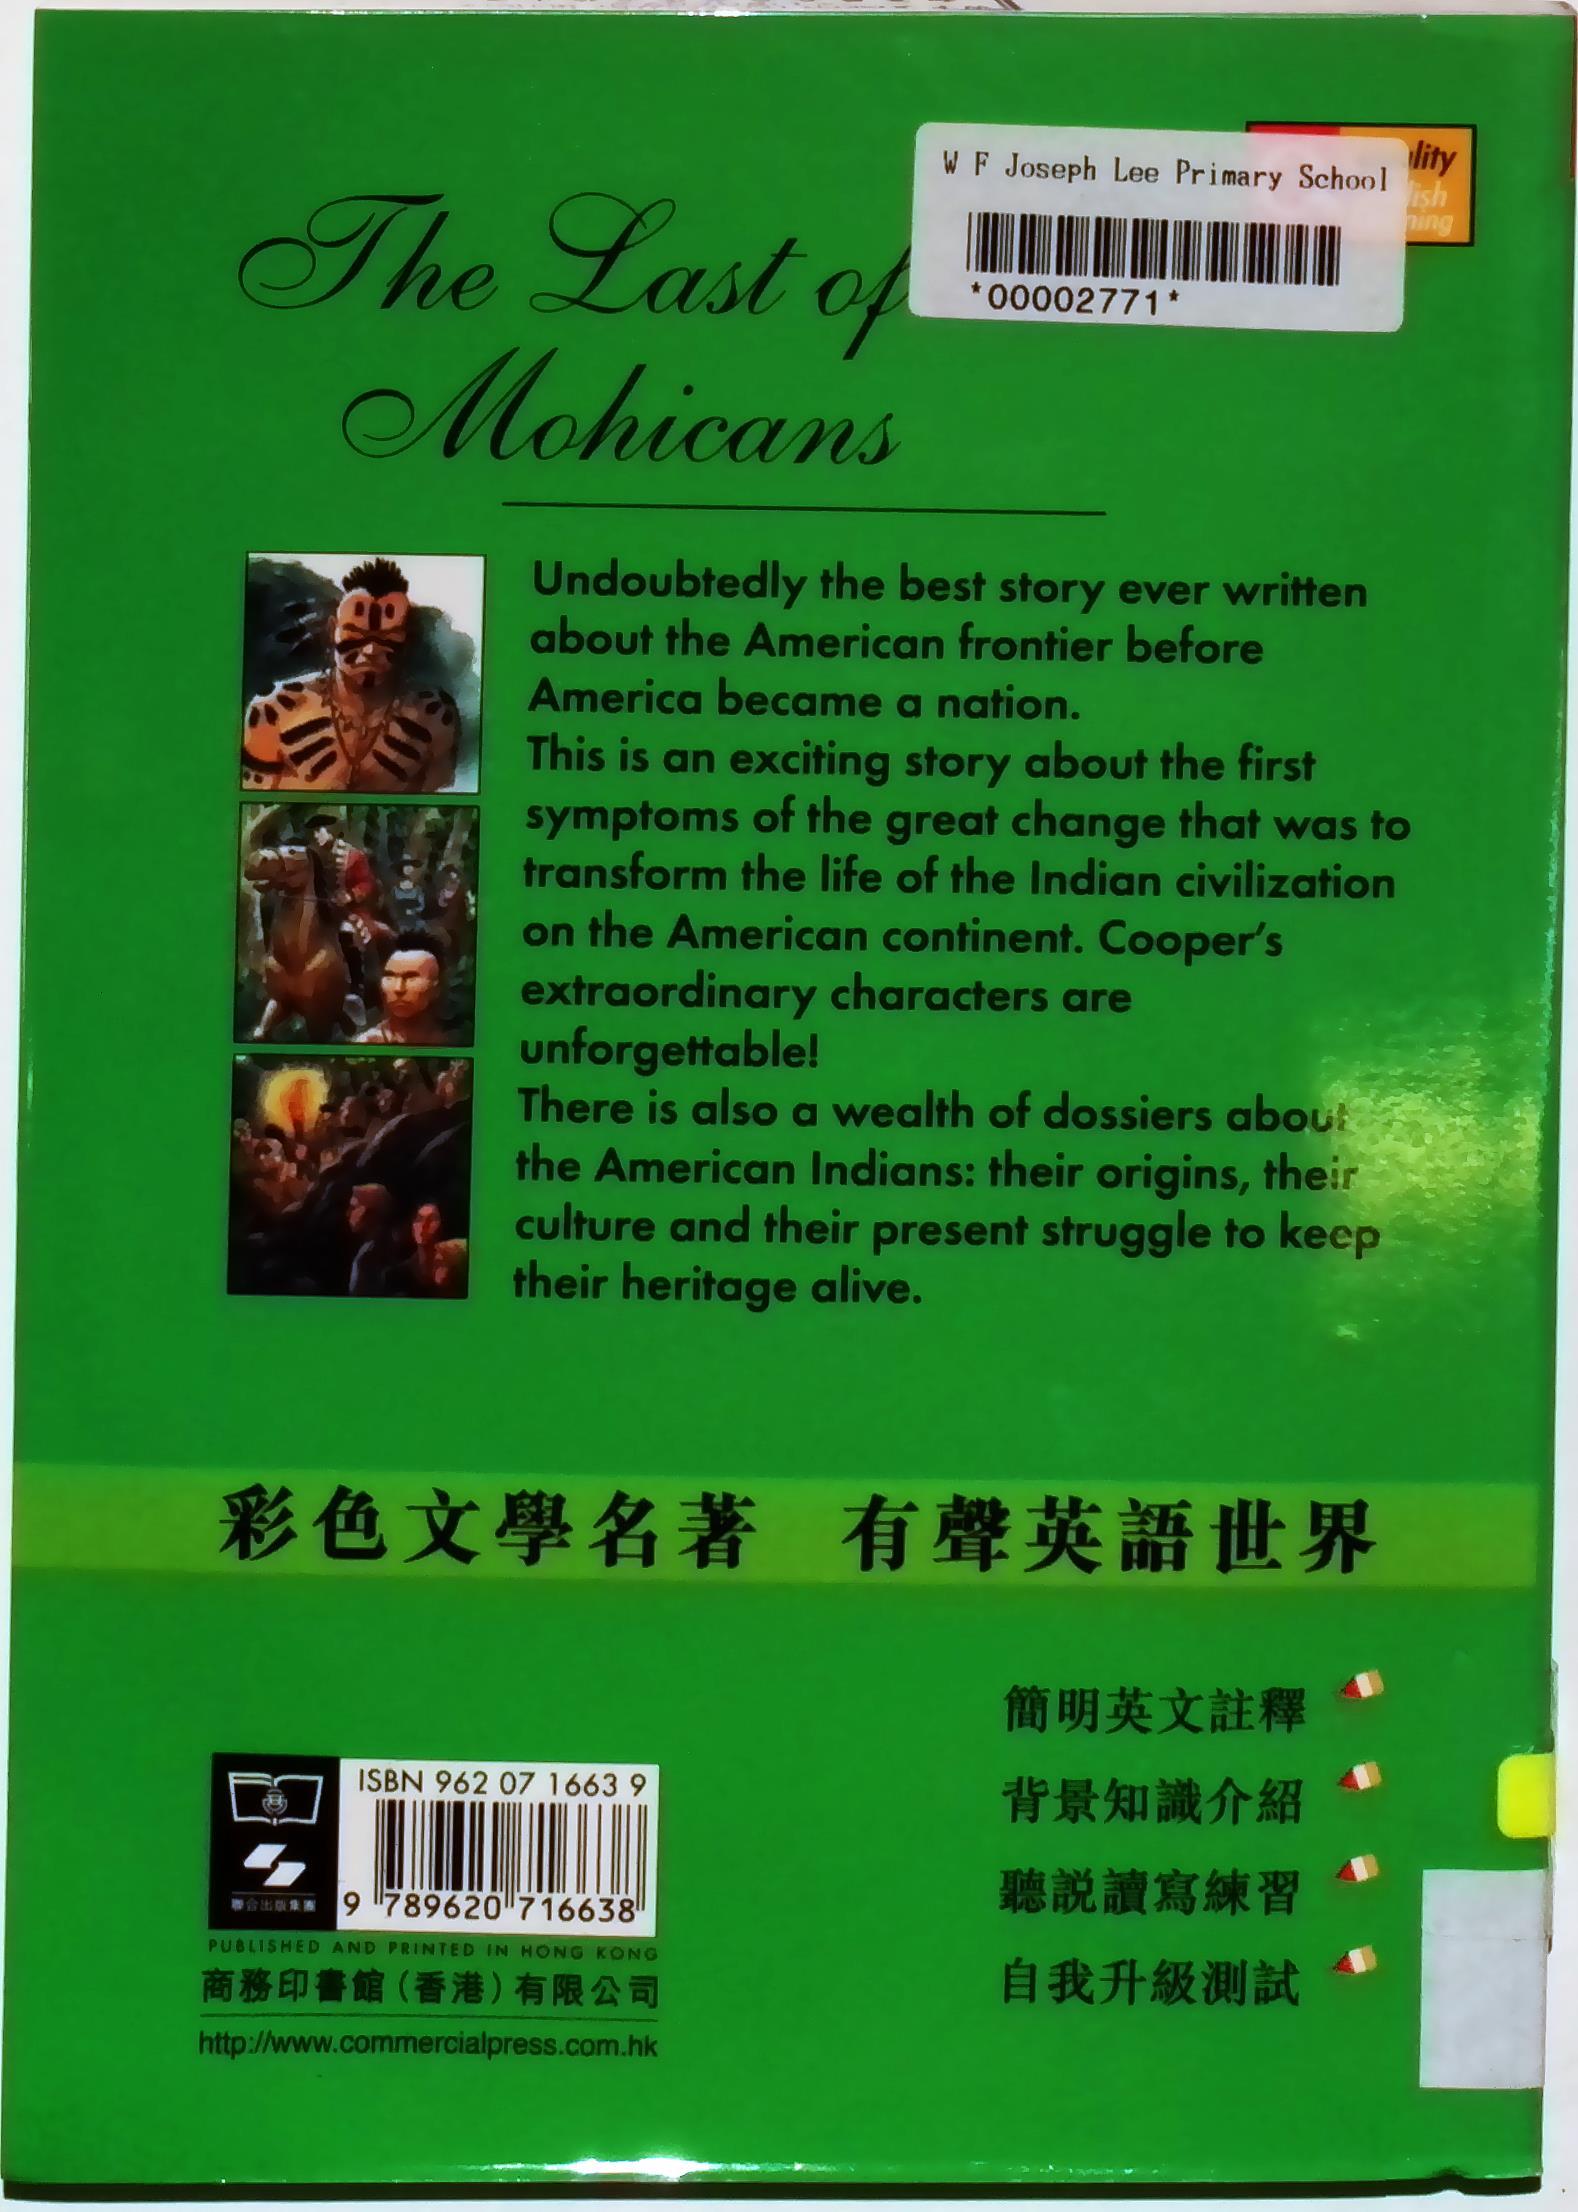 W F Joseph Lee Primary School
*00002771*
The Last of
Mohicans
Undoubtedly the best story ever written
about the American frontier before
America became a nation.
This is an exciting story about the first
symptoms of the great change that was to
transform the life of the Indian civilization
on the American continent. Cooper's
extraordinary characters are
unforgettable!
There is also a wealth of dossiers about
the American Indians: their origins, their
culture and their present struggle to keep
their heritage alive.
彩色文學名著 有聲英語世界
簡明英文註釋
背景知識介紹
聽説讀寫練習
自我升級測試
ISBN 962 07 1663 9
9 789620 716638
聯合出版集團
PUBLISHED AND PRINTED IN HONG KONG
商務印書館(香港)有限公司
http://www.commercialpress.com.hk